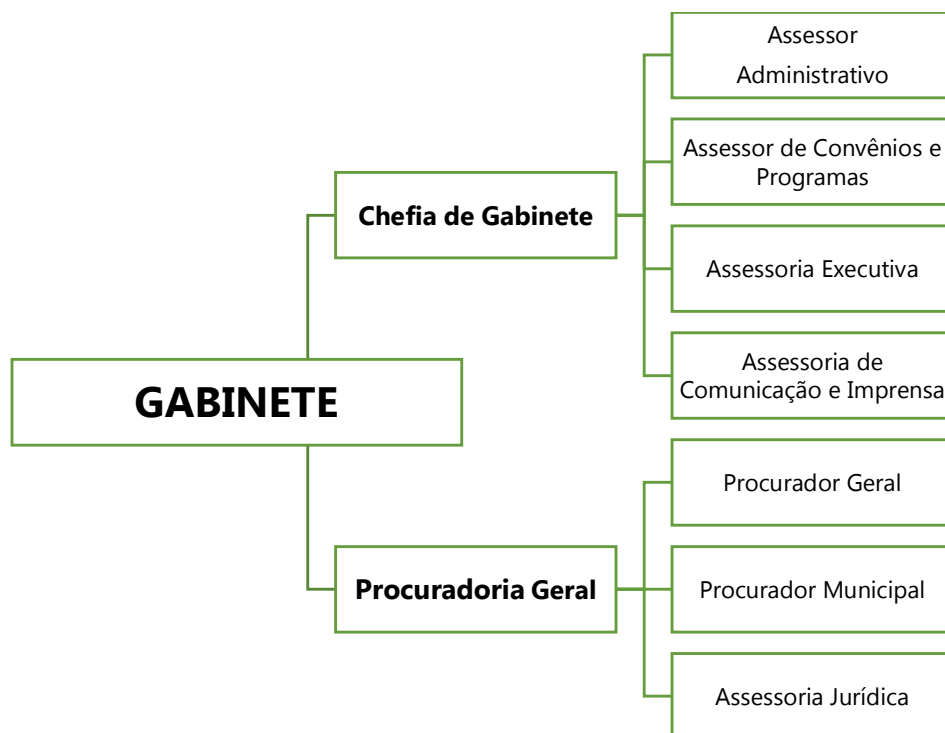 GABINETE
Chefia de Gabinete
Assessor
Administrativo
Assessor de Convênios e
Programas
Assessoria Executiva
Assessoria de
Comunicação e Imprensa
Procuradoria Geral
Procurador Geral
Procurador Municipal
Assessoria Jurídica